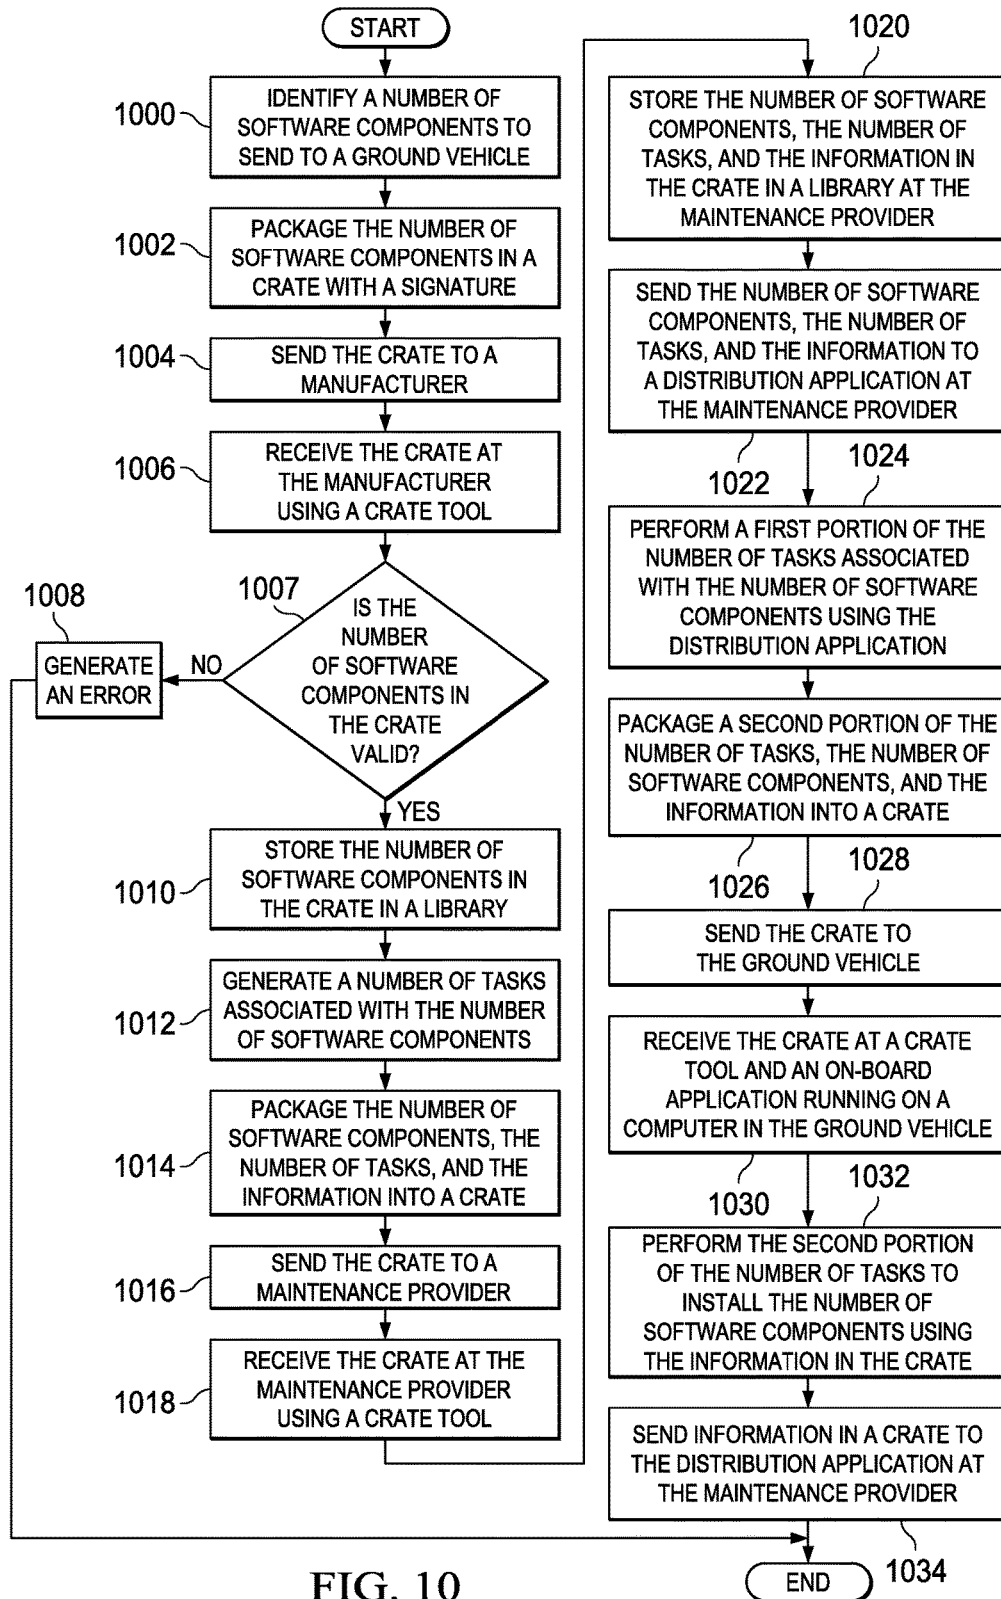 START
1000
IDENTIFY A NUMBER OF
SOFTWARE COMPONENTS TO
SEND TO A GROUND VEHICLE
1002
PACKAGE THE NUMBER OF
SOFTWARE COMPONENTS IN A
CRATE WITH A SIGNATURE
1004
SEND THE CRATE TO A
MANUFACTURER
1006
RECEIVE THE CRATE AT
THE MANUFACTURER
USING A CRATE TOOL
1007
IS THE
NUMBER
OF SOFTWARE
COMPONENTS IN
THE CRATE
VALID?
NO
1008
GENERATE
AN ERROR
YES
1010
STORE THE NUMBER OF
SOFTWARE COMPONENTS IN
THE CRATE IN A LIBRARY
1012
GENERATE A NUMBER OF TASKS
ASSOCIATED WITH THE NUMBER
OF SOFTWARE COMPONENTS
1014
PACKAGE THE NUMBER OF
SOFTWARE COMPONENTS, THE
NUMBER OF TASKS, AND THE
INFORMATION INTO A CRATE
1016
SEND THE CRATE TO A
MAINTENANCE PROVIDER
1018
RECEIVE THE CRATE AT THE
MAINTENANCE PROVIDER
USING A CRATE TOOL
1020
STORE THE NUMBER OF SOFTWARE
COMPONENTS, THE NUMBER OF
TASKS, AND THE INFORMATION IN
THE CRATE IN A LIBRARY AT THE
MAINTENANCE PROVIDER
SEND THE NUMBER OF SOFTWARE
COMPONENTS, THE NUMBER OF
TASKS, AND THE INFORMATION TO
A DISTRIBUTION APPLICATION AT
THE MAINTENANCE PROVIDER
1022
1024
PERFORM A FIRST PORTION OF THE
NUMBER OF TASKS ASSOCIATED
WITH THE NUMBER OF SOFTWARE
COMPONENTS USING THE
DISTRIBUTION APPLICATION
PACKAGE A SECOND PORTION OF THE
NUMBER OF TASKS, THE NUMBER OF
SOFTWARE COMPONENTS, AND THE
INFORMATION INTO A CRATE
1026
1028
SEND THE CRATE TO
THE GROUND VEHICLE
RECEIVE THE CRATE AT A CRATE
TOOL AND AN ON-BOARD
APPLICATION RUNNING ON A
COMPUTER IN THE GROUND VEHICLE
1030
1032
PERFORM THE SECOND PORTION
OF THE NUMBER OF TASKS TO
INSTALL THE NUMBER OF
SOFTWARE COMPONENTS USING
THE INFORMATION IN THE CRATE
SEND INFORMATION IN A CRATE TO
THE DISTRIBUTION APPLICATION AT
THE MAINTENANCE PROVIDER
1034
END
FIG. 10